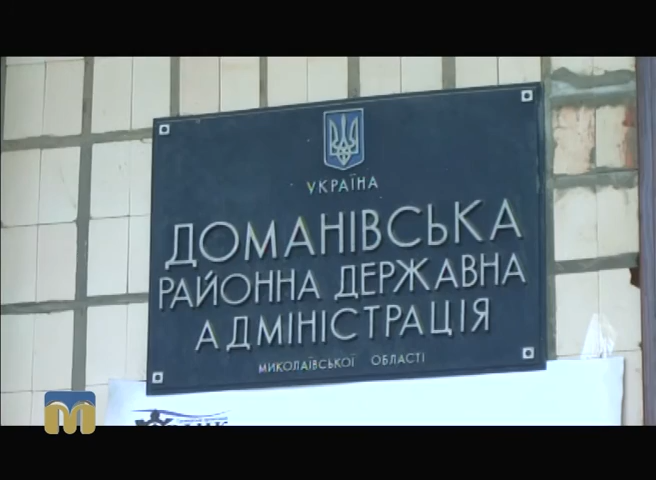 УКРАЇНА
ДОМАНІВСЬКА
РАЙОННА ДЕРЖАВНА
АДМІНІСТРАЦІЯ
МИКОЛАЇВСЬКОЇ ОБЛАСТІ